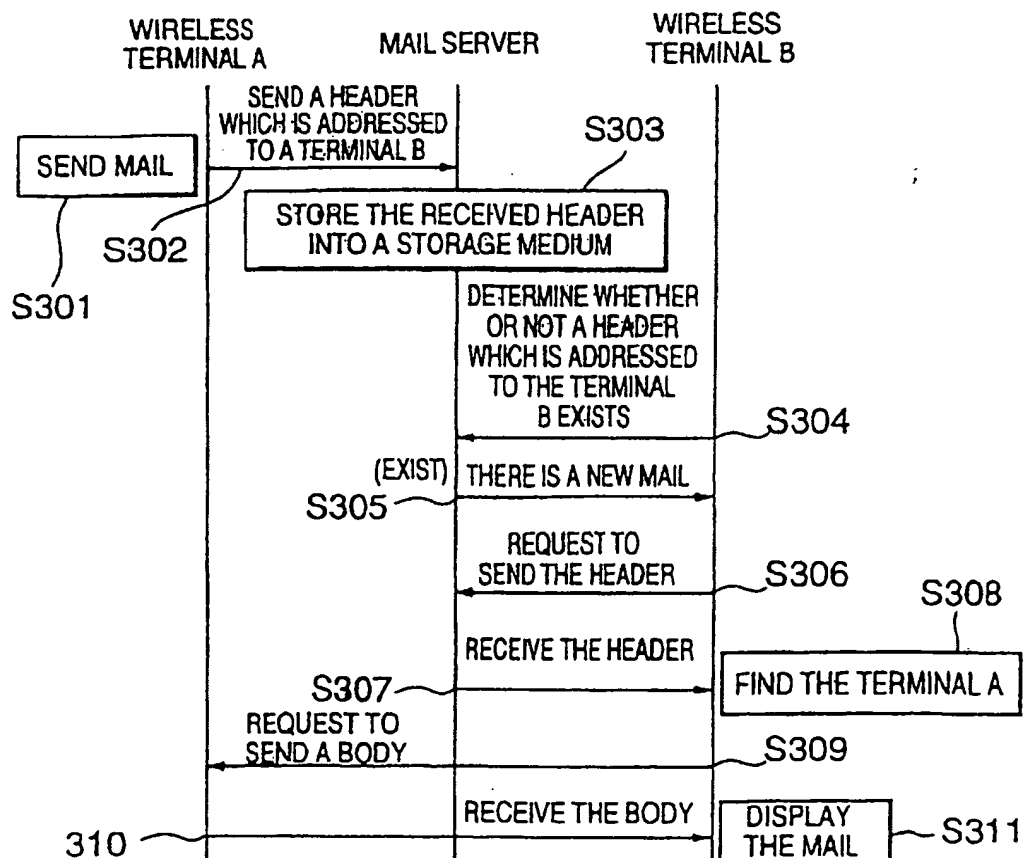 WIRELESS
TERMINAL A
MAIL SERVER
WIRELESS
TERMINAL B
SEND A HEADER
WHICH IS ADDRESSED
TO A TERMINAL B
S303
SEND MAIL
STORE THE RECEIVED HEADER
INTO A STORAGE MEDIUM
S302
S301
DETERMINE WHETHER
OR NOT A HEADER
WHICH IS ADDRESSED
TO THE TERMINAL
B EXISTS
S304
(EXIST)
THERE IS A NEW MAIL
S305
REQUEST TO
SEND THE HEADER
S306
S308
RECEIVE THE HEADER
FIND THE TERMINAL A
S307
REQUEST TO
SEND A BODY
S309
RECEIVE THE BODY
DISPLAY
THE MAIL
S311
310